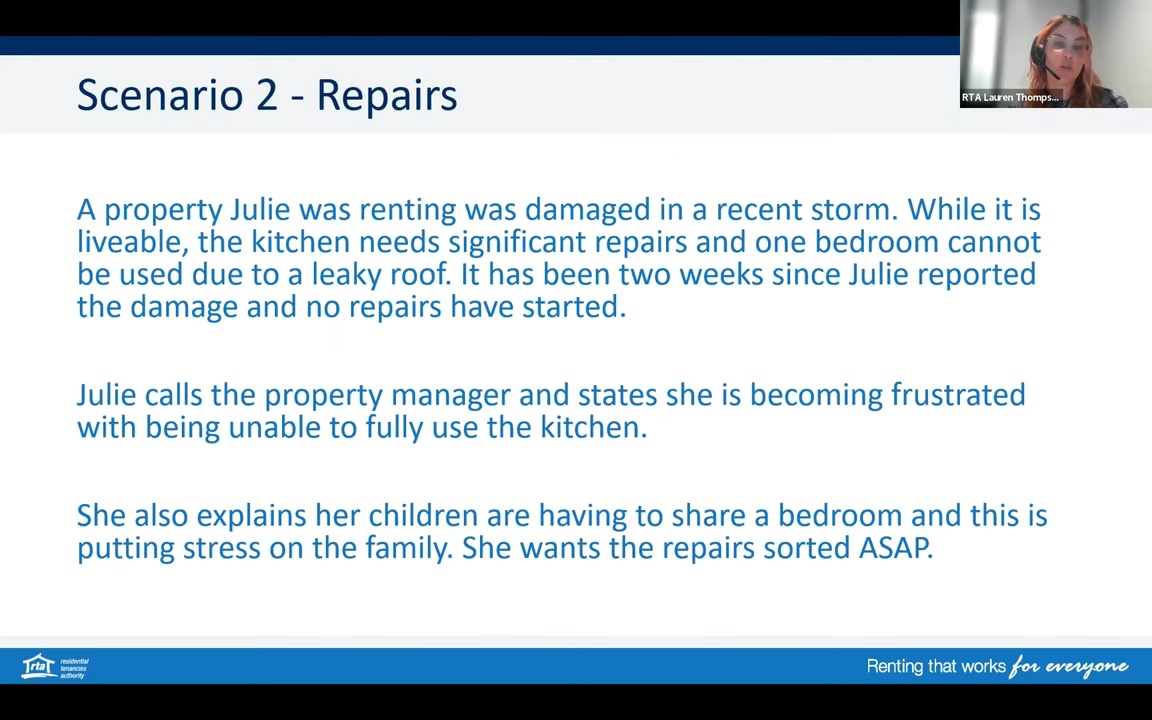 Scenario 2 - Repairs
RTA Lauren Thomps...
A property Julie was renting was damaged in a recent storm. While it is
liveable, the kitchen needs significant repairs and one bedroom cannot
be used due to a leaky roof. It has been two weeks since Julie reported
the damage and no repairs have started.
Julie calls the property manager and states she is becoming frustrated
with being unable to fully use the kitchen.
She also explains her children are having to share a bedroom and this is
putting stress on the family. She wants the repairs sorted ASAP.
rta
residential
tenancies
authority
Renting that works for everyone